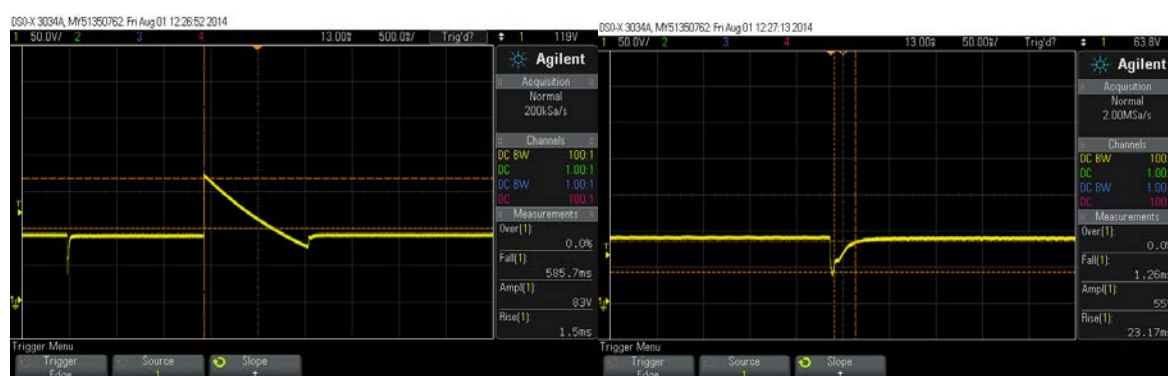 DSO-X 3034A, MY51350762: Fri Aug 01 12:26:52 2014
1 50.0V/ 2 3 4 13.00s 500.0s/ Trig'd? 1 119V
Agilent
Acquisition
Normal
200kSa/s
Channels
DC BW 100:1
DC 1.00:1
DC BW 1.00:1
DC 100:1
Measurements
Over(1):
0.0%
Fall(1):
585.7ms
Ampl(1):
83V
Rise(1):
1.5ms
Trigger Menu
Trigger Source Slope
Edge 1
DSO-X 3034A, MY51350762: Fri Aug 01 12:27:13 2014
1 50.0V/ 2 3 4 13.00s 50.00s/ Trig'd? 1 63.8V
Agilent
Acquisition
Normal
2.00MSa/s
Channels
DC BW 100
DC 1.00
DC BW 1.00
DC 100
Measurements
Over(1):
0.0
Fall(1):
1.26m
Ampl(1):
55
Rise(1):
23.17m
Trigger Menu
Trigger Source Slope
Edge 1